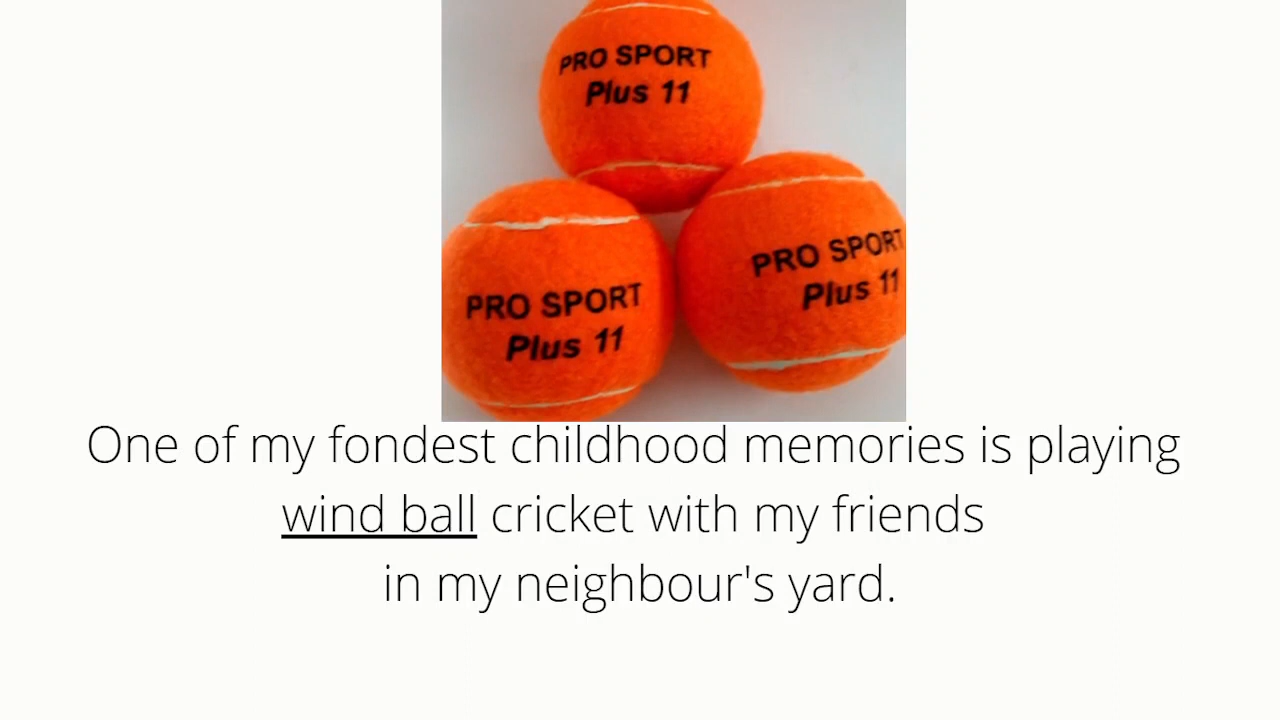 PRO SPORT
Plus 11
PRO SPORT
Plus 11
PRO SPORT
Plus 11
One of my fondest childhood memories is playing
wind ball cricket with my friends
in my neighbour's yard.